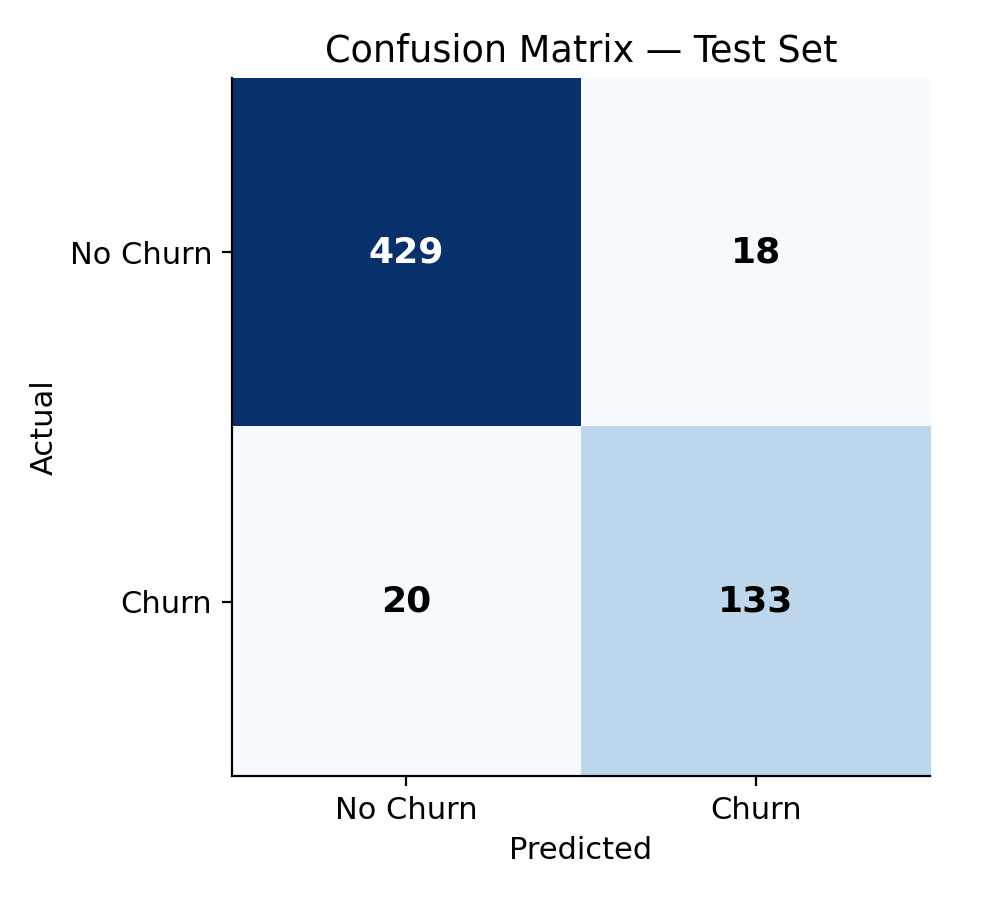 Confusion Matrix — Test Set
No Churn
429
18
Actual
Churn
20
133
No Churn
Churn
Predicted